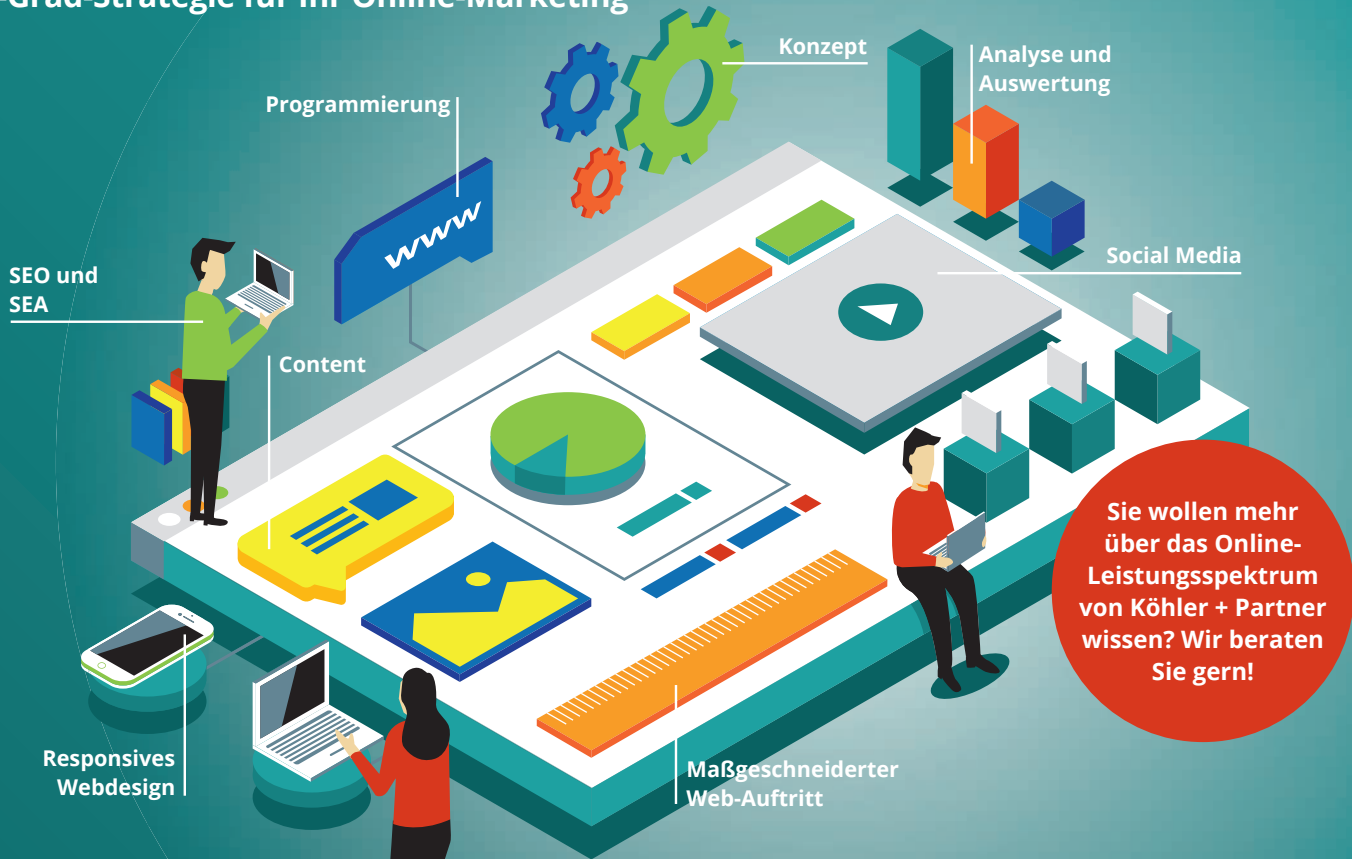 -Grad-Strategie für Ihr Online-Marketing
Konzept
Analyse und
Auswertung
Programmierung
www
SEO und
SEA
Social Media
Content
Sie wollen mehr
über das Online-
Leistungsspektrum
von Köhler + Partner
wissen? Wir beraten
Sie gern!
Responsives
Webdesign
Maßgeschneiderter
Web-Auftritt